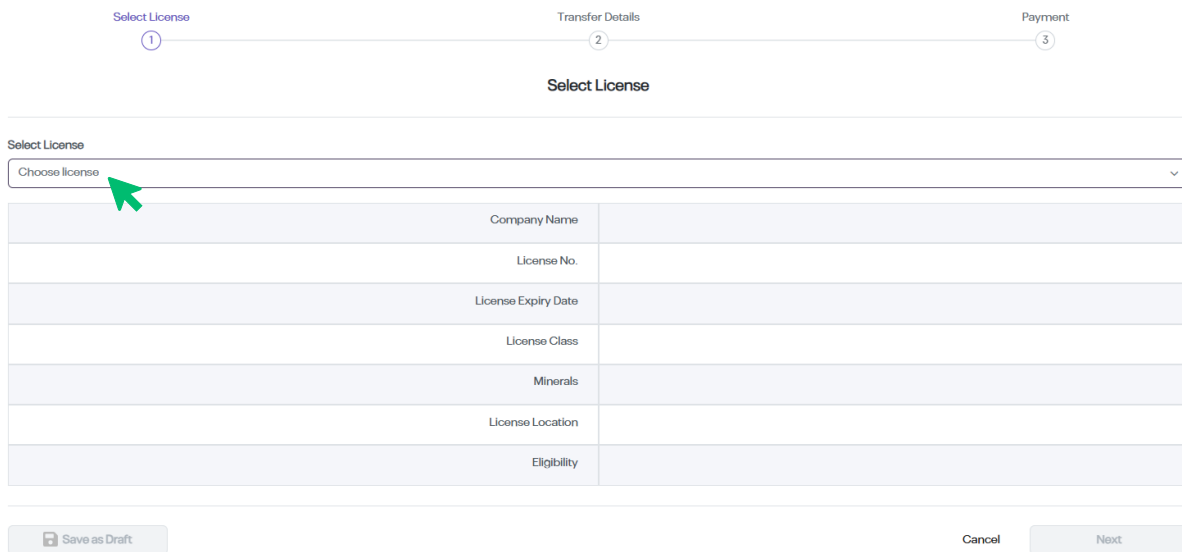 Select License
Transfer Details
Payment
1
2
3
Select License
Select License
Choose license
Company Name
License No.
License Expiry Date
License Class
Minerals
License Location
Eligibility
Save as Draft
Cancel
Next